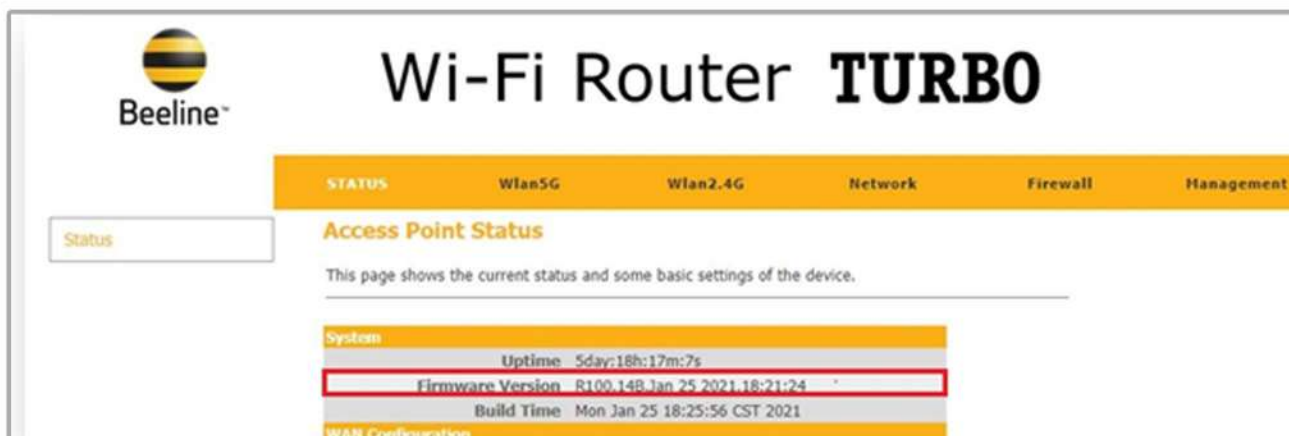 Beeline™
Wi-Fi Router TURBO
STATUS Wlan5G Wlan2.4G Network Firewall Management
Status
Access Point Status
This page shows the current status and some basic settings of the device.
System
Uptime 5day:18h:17m:7s
Firmware Version R100.14B.Jan 25 2021.18:21:24
Build Time Mon Jan 25 18:25:56 CST 2021
WAN Configuration